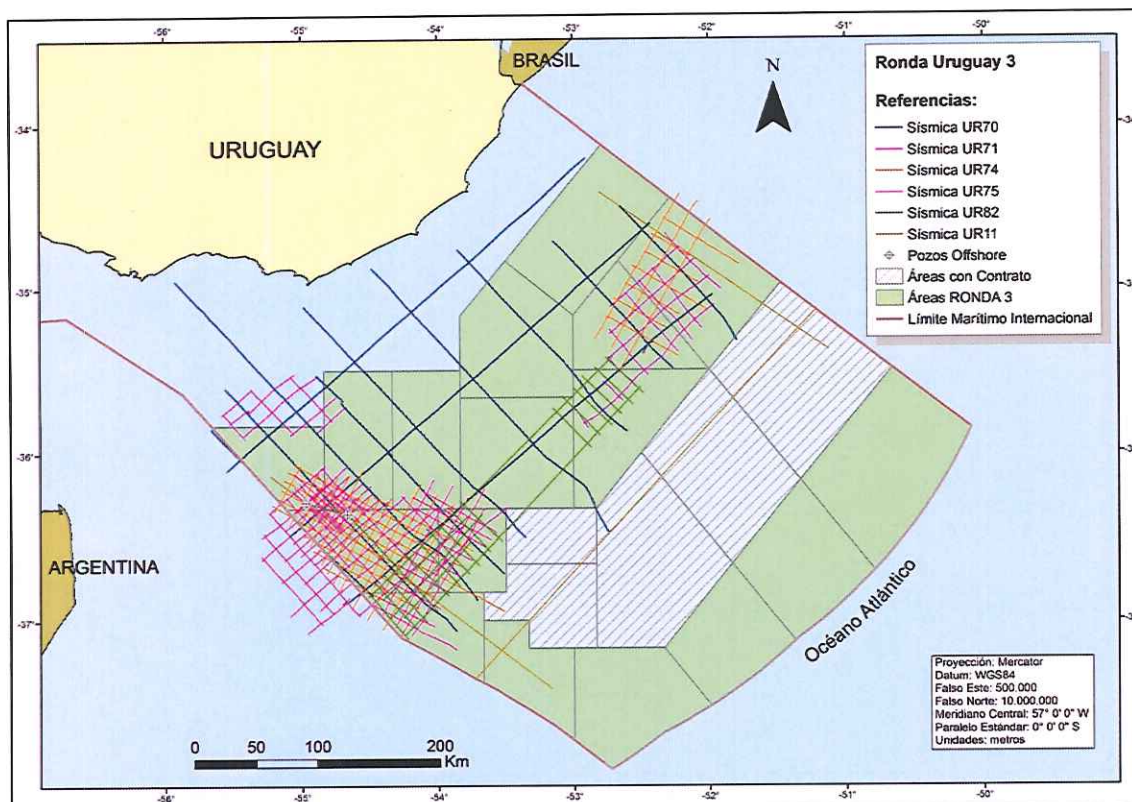 -56°
-55°
-54°
-53°
-52°
-51°
-50°
BRASIL
URUGUAY
ARGENTINA
N
Ronda Uruguay 3
Referencias:
Sísmica UR70
Sísmica UR71
Sísmica UR74
Sísmica UR75
Sísmica UR82
Sísmica UR11
Pozos Offshore
Áreas con Contrato
Áreas RONDA 3
Límite Marítimo Internacional
-34°
-35°
-36°
-37°
Océano Atlántico
Proyección: Mercator
Datum: WGS84
Falso Este: 500.000
Falso Norte: 10.000.000
Meridiano Central: 57° 0' 0" W
Paralelo Estándar: 0° 0' 0" S
Unidades: metros
0 50 100 200
Km
-56°
-55°
-54°
-53°
-52°
-51°
-50°